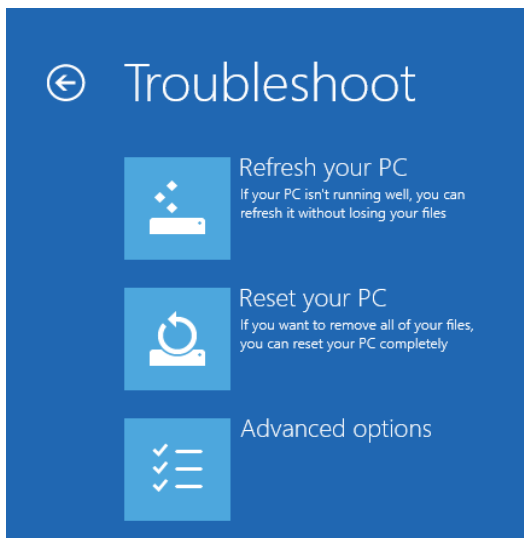 Troubleshoot
Refresh your PC
If your PC isn't running well, you can
refresh it without losing your files
Reset your PC
If you want to remove all of your files,
you can reset your PC completely
Advanced options